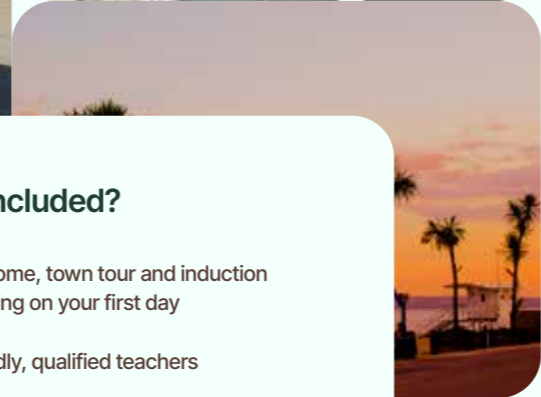 ncluded?
ome, town tour and induction
ng on your first day
dly, qualified teachers